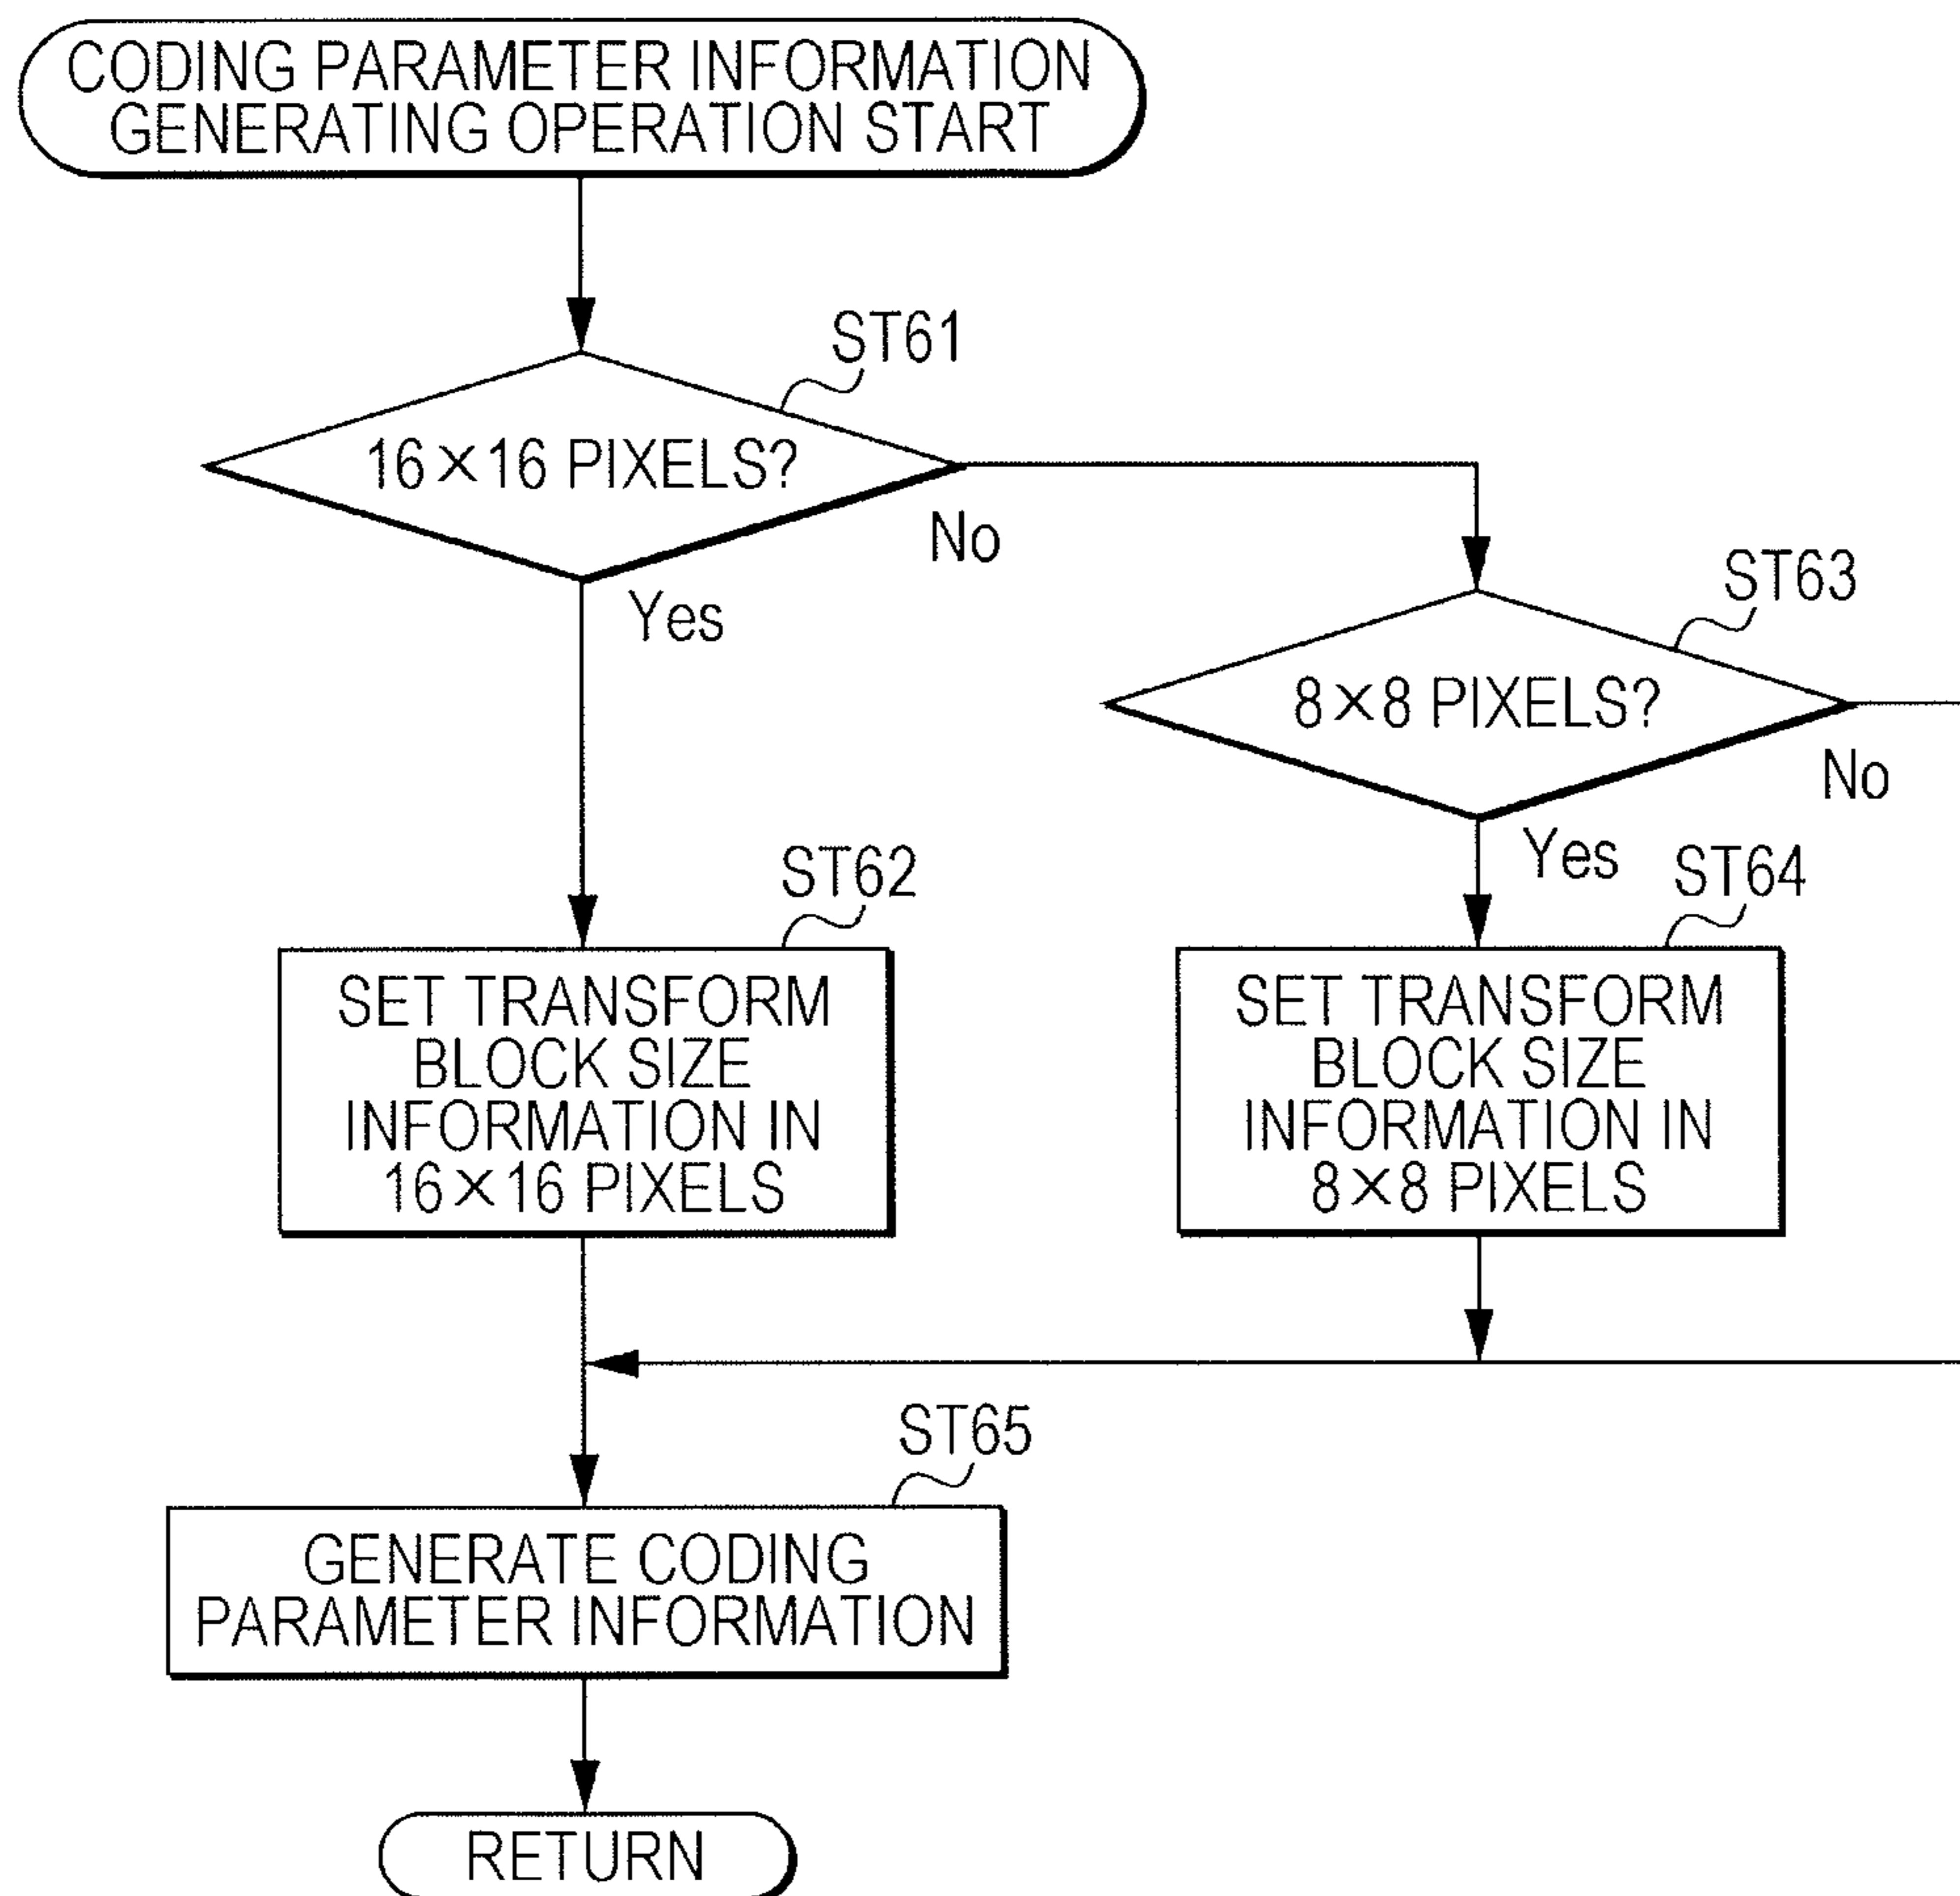 CODING PARAMETER INFORMATION
GENERATING OPERATION START
ST61
16×16 PIXELS?
No
Yes
ST63
8×8 PIXELS?
No
Yes
ST62
SET TRANSFORM
BLOCK SIZE
INFORMATION IN
16×16 PIXELS
ST64
SET TRANSFORM
BLOCK SIZE
INFORMATION IN
8×8 PIXELS
ST65
GENERATE CODING
PARAMETER INFORMATION
RETURN